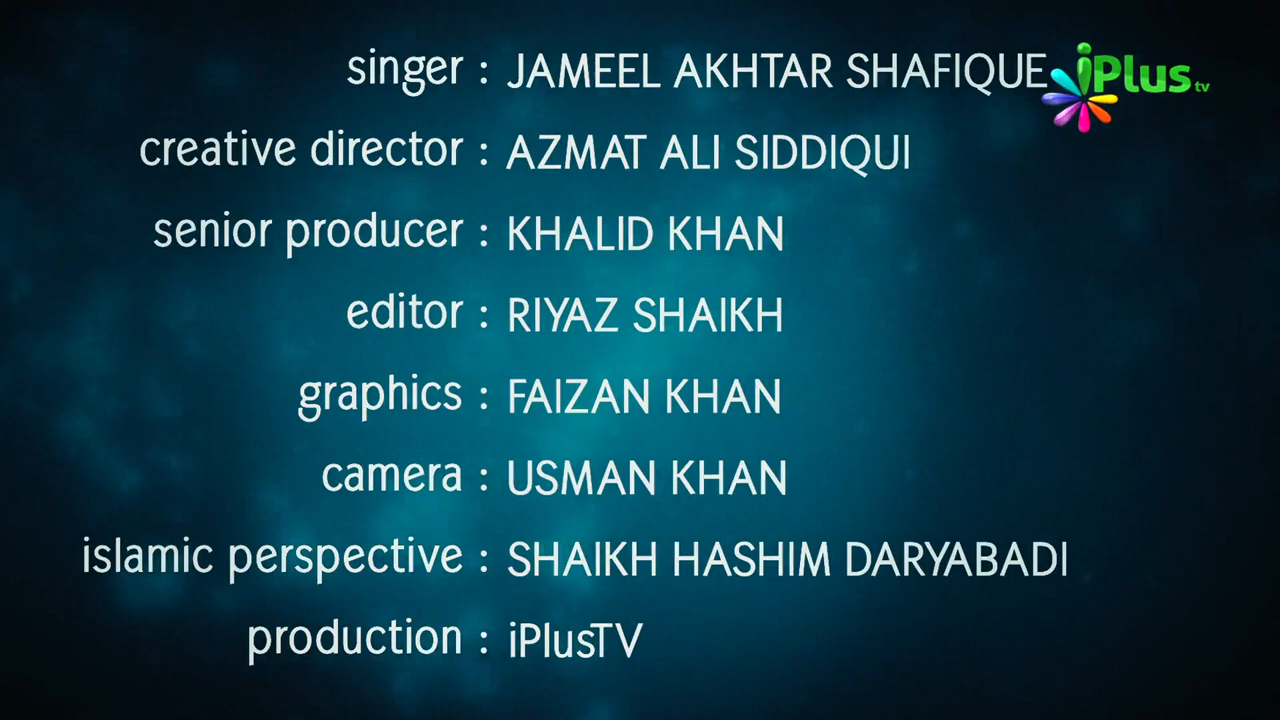 singer : JAMEEL AKHTAR SHAFIQUE
iPlus tv
creative director : AZMAT ALI SIDDIQUI
senior producer : KHALID KHAN
editor : RIYAZ SHAIKH
graphics : FAIZAN KHAN
camera : USMAN KHAN
islamic perspective : SHAIKH HASHIM DARYABADI
production : iPlusTV